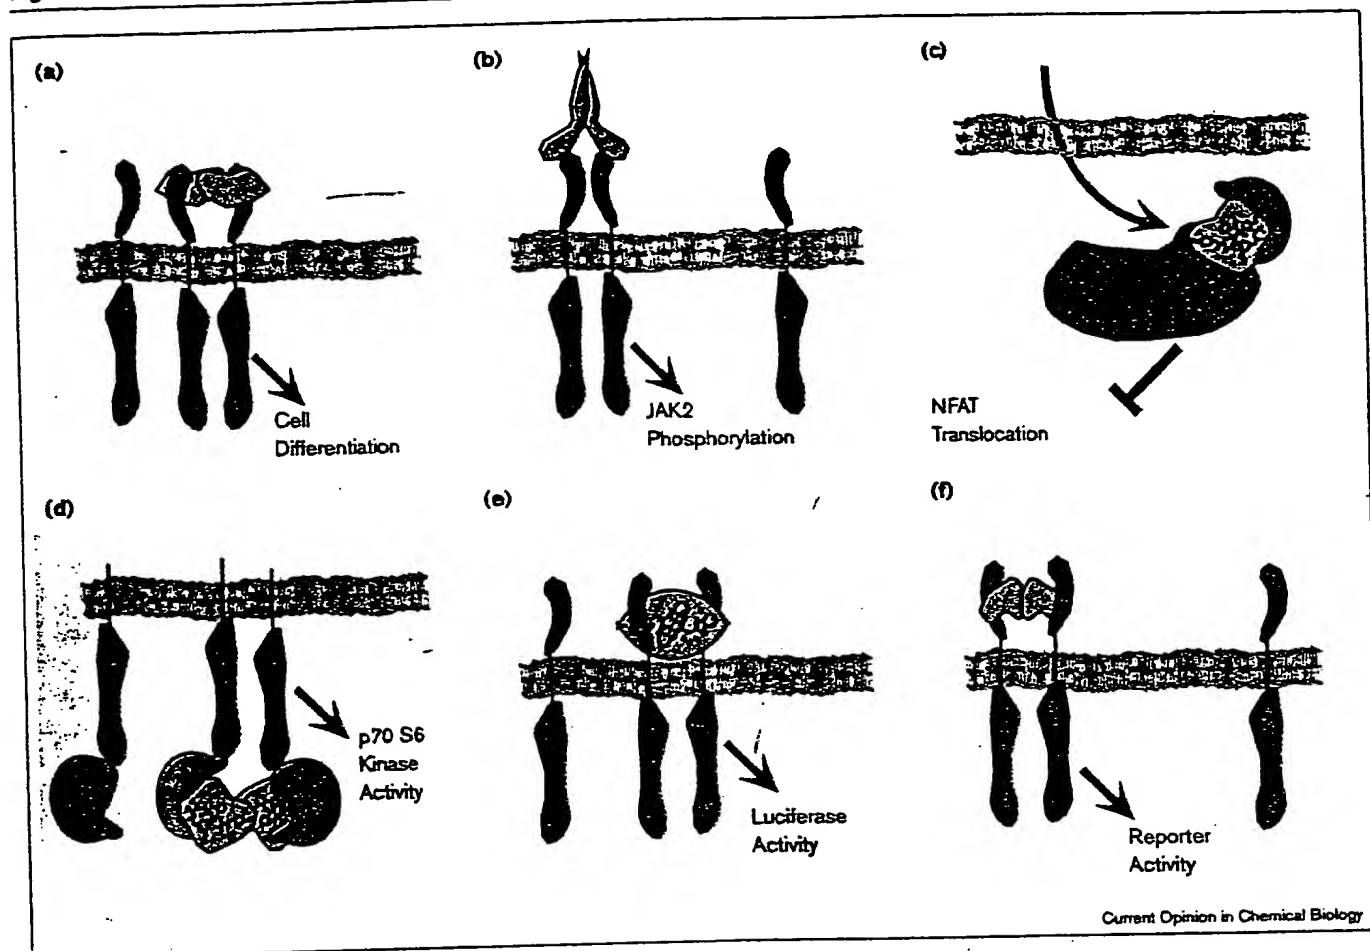 (a)
Cell
Differentiation
(b)
JAK2
Phosphorylation
(c)
NFAT
Translocation
(d)
p70 S6
Kinase
Activity
(e)
Luciferase
Activity
(f)
Reporter
Activity
Current Opinion in Chemical Biology